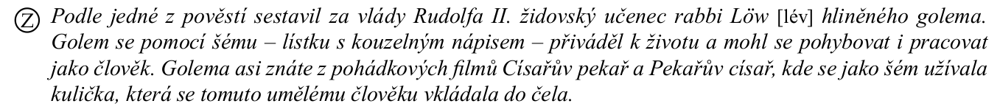 Ⓩ Podle jedné z pověstí sestavil za vlády Rudolfa II. židovský učenec rabbi Löw [lév] hliněného golema.
Golem se pomocí šému – lístku s kouzelným nápisem – přiváděl k životu a mohl se pohybovat i pracovat
jako člověk. Golema asi znáte z pohádkových filmů Císařův pekař a Pekařův císař, kde se jako šém užívala
kulička, která se tomuto umělému člověku vkládala do čela.